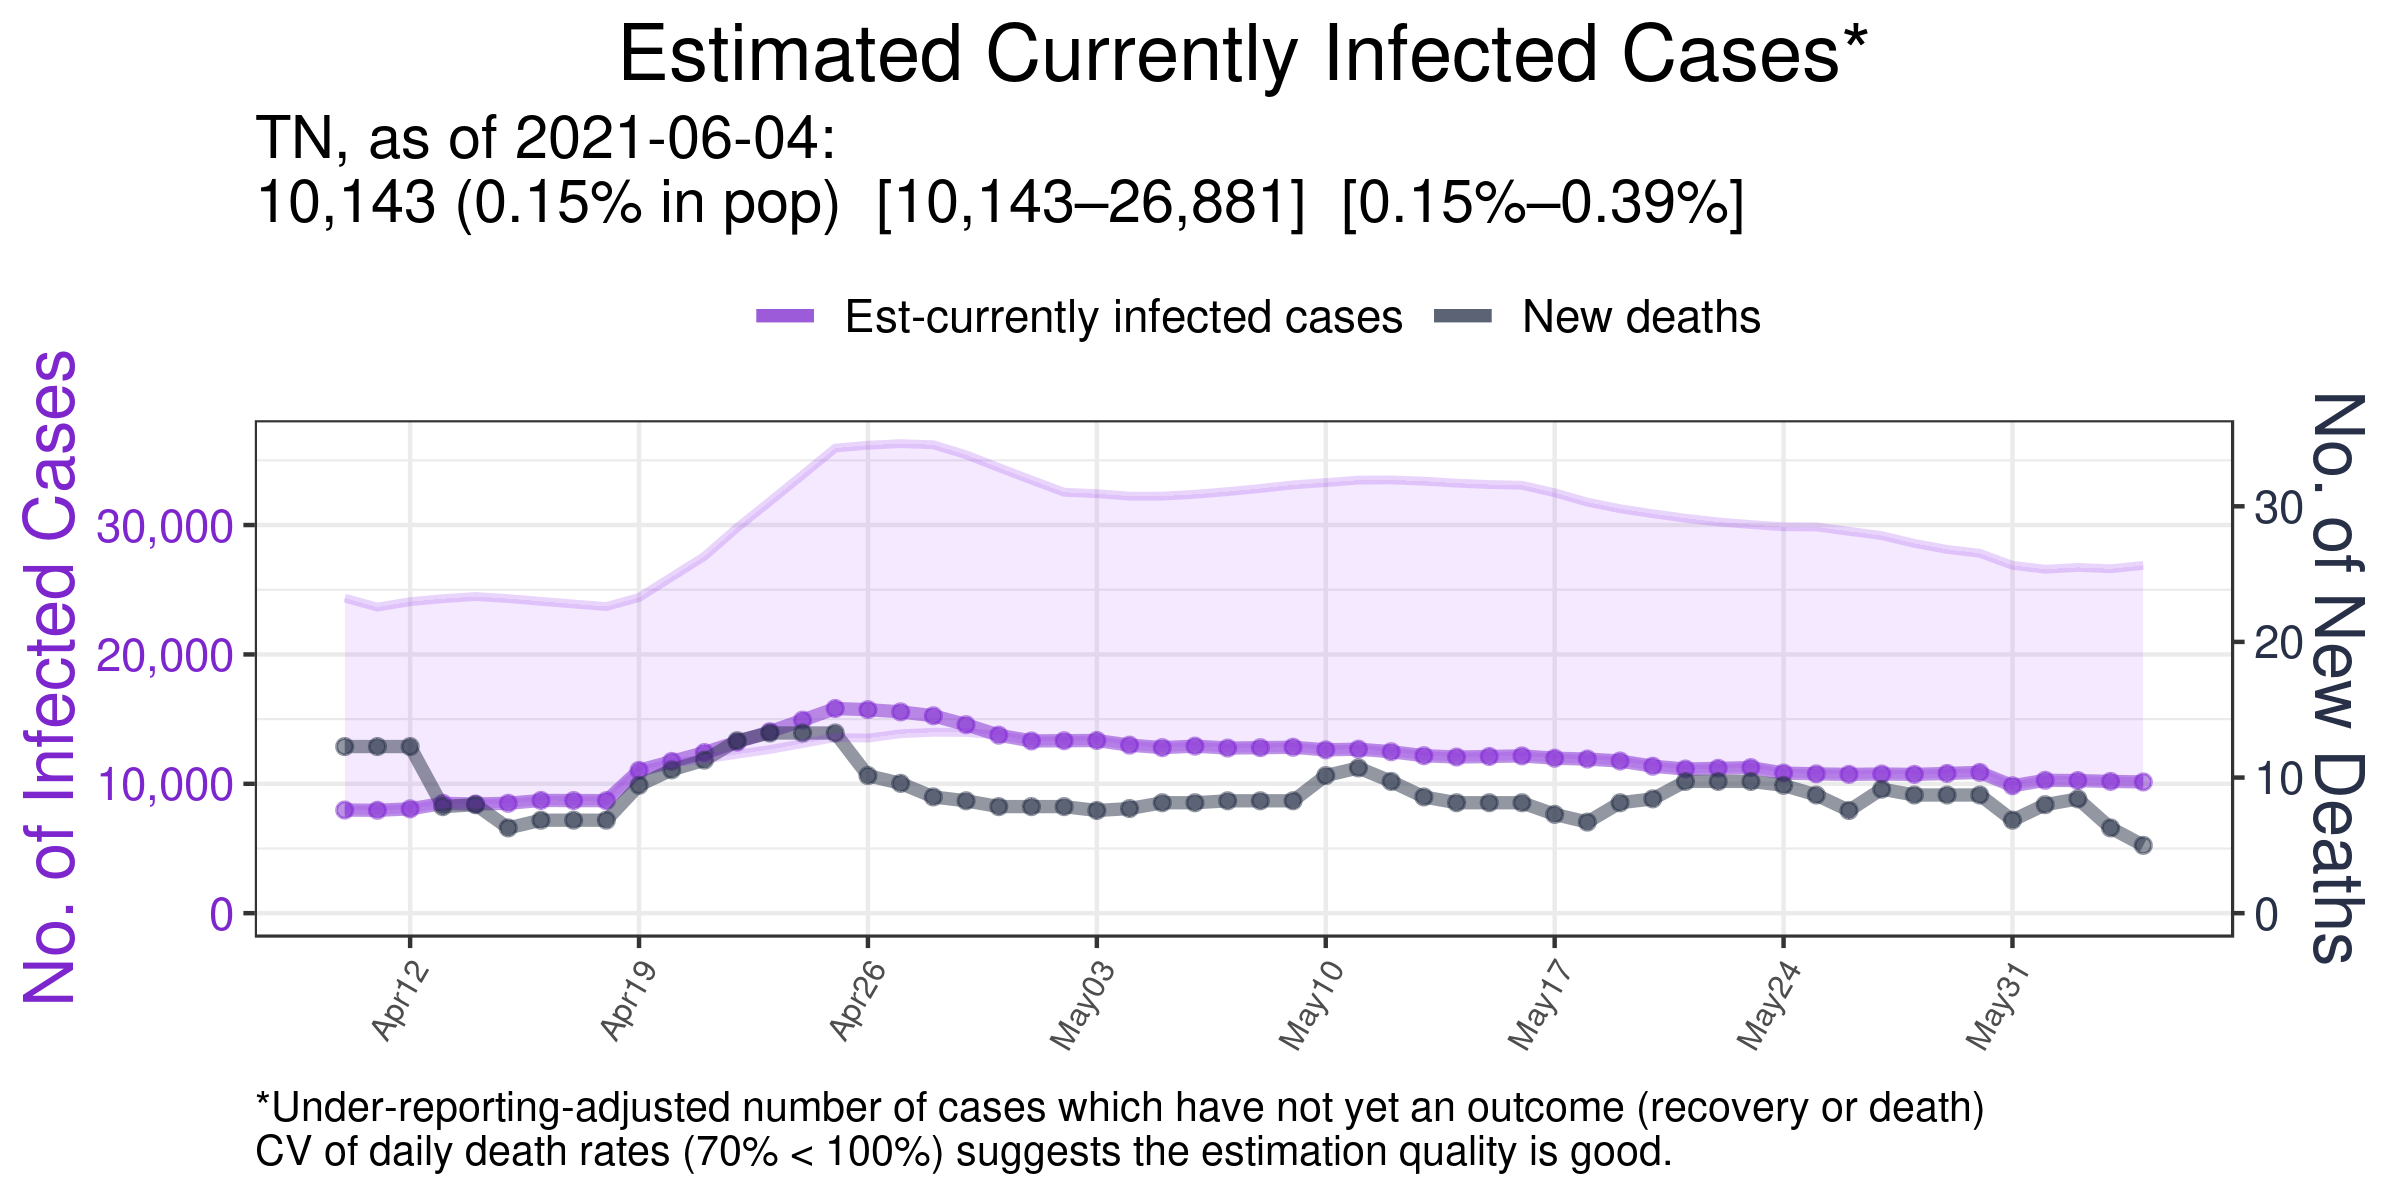 Estimated Currently Infected Cases*
TN, as of 2021-06-04:
10,143 (0.15% in pop)  [10,143–26,881]  [0.15%–0.39%]
Est-currently infected cases
New deaths
No. of Infected Cases
30,000
20,000
10,000
0
30
20
10
0
No. of New Deaths
Apr12
Apr19
Apr26
May03
May10
May17
May24
May31
*Under-reporting-adjusted number of cases which have not yet an outcome (recovery or death)
CV of daily death rates (70% < 100%) suggests the estimation quality is good.